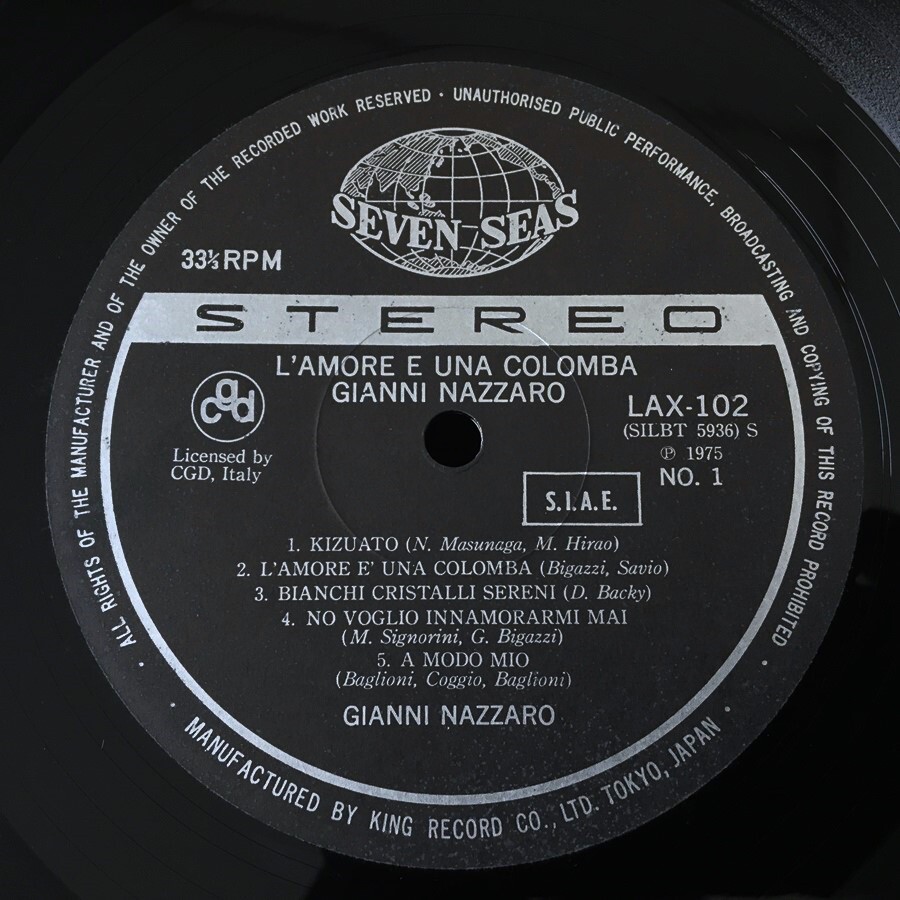 ALL RIGHTS OF THE MANUFACTURER AND OF THE OWNER OF THE RECORDED WORK RESERVED · UNAUTHORISED PUBLIC PERFORMANCE, BROADCASTING AND COPYING OF THIS RECORD PROHIBITED
SEVEN SEAS
33⅓RPM
STEREO
L'AMORE E UNA COLOMBA
GIANNI NAZZARO
cgd
Licensed by
CGD, Italy
LAX-102
(SILBT 5936) S
℗ 1975
NO. 1
S.I.A.E.
1. KIZUATO (N. Masunaga, M. Hirao)
2. L'AMORE E' UNA COLOMBA (Bigazzi, Savio)
3. BIANCHI CRISTALLI SERENI (D. Backy)
4. NO VOGLIO INNAMORARMI MAI
(M. Signorini, G. Bigazzi)
5. A MODO MIO
(Baglioni, Coggio, Baglioni)
GIANNI NAZZARO
· MANUFACTURED BY KING RECORD CO., LTD. TOKYO, JAPAN ·